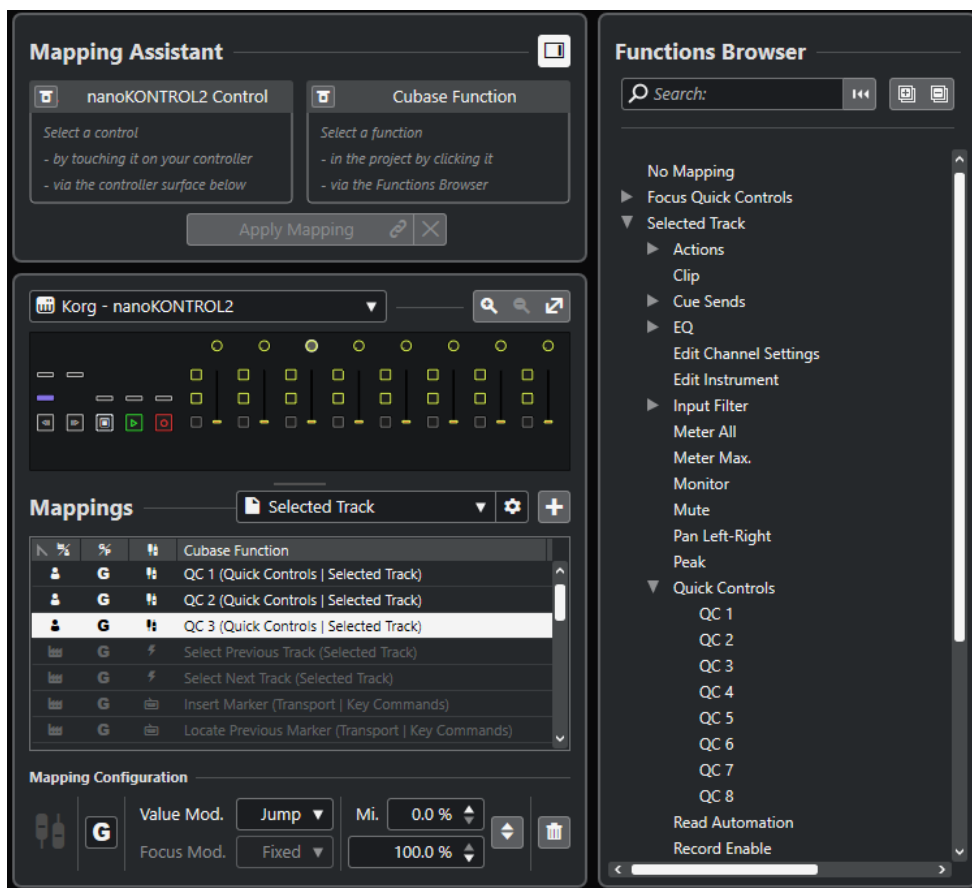 Mapping Assistant
nanoKONTROL2 Control
Select a control
- by touching it on your controller
- via the controller surface below
Cubase Function
Select a function
- in the project by clicking it
- via the Functions Browser
Apply Mapping
Korg - nanoKONTROL2
Mappings
Selected Track
Cubase Function
G QC 1 (Quick Controls | Selected Track)
G QC 2 (Quick Controls | Selected Track)
G QC 3 (Quick Controls | Selected Track)
G Select Previous Track (Selected Track)
G Select Next Track (Selected Track)
G Insert Marker (Transport | Key Commands)
G Locate Previous Marker (Transport | Key Commands)
Mapping Configuration
G
Value Mod. Jump
Mi. 0.0 %
Focus Mod. Fixed
100.0 %
Functions Browser
Search:
No Mapping
Focus Quick Controls
Selected Track
Actions
Clip
Cue Sends
EQ
Edit Channel Settings
Edit Instrument
Input Filter
Meter All
Meter Max.
Monitor
Mute
Pan Left-Right
Peak
Quick Controls
QC 1
QC 2
QC 3
QC 4
QC 5
QC 6
QC 7
QC 8
Read Automation
Record Enable